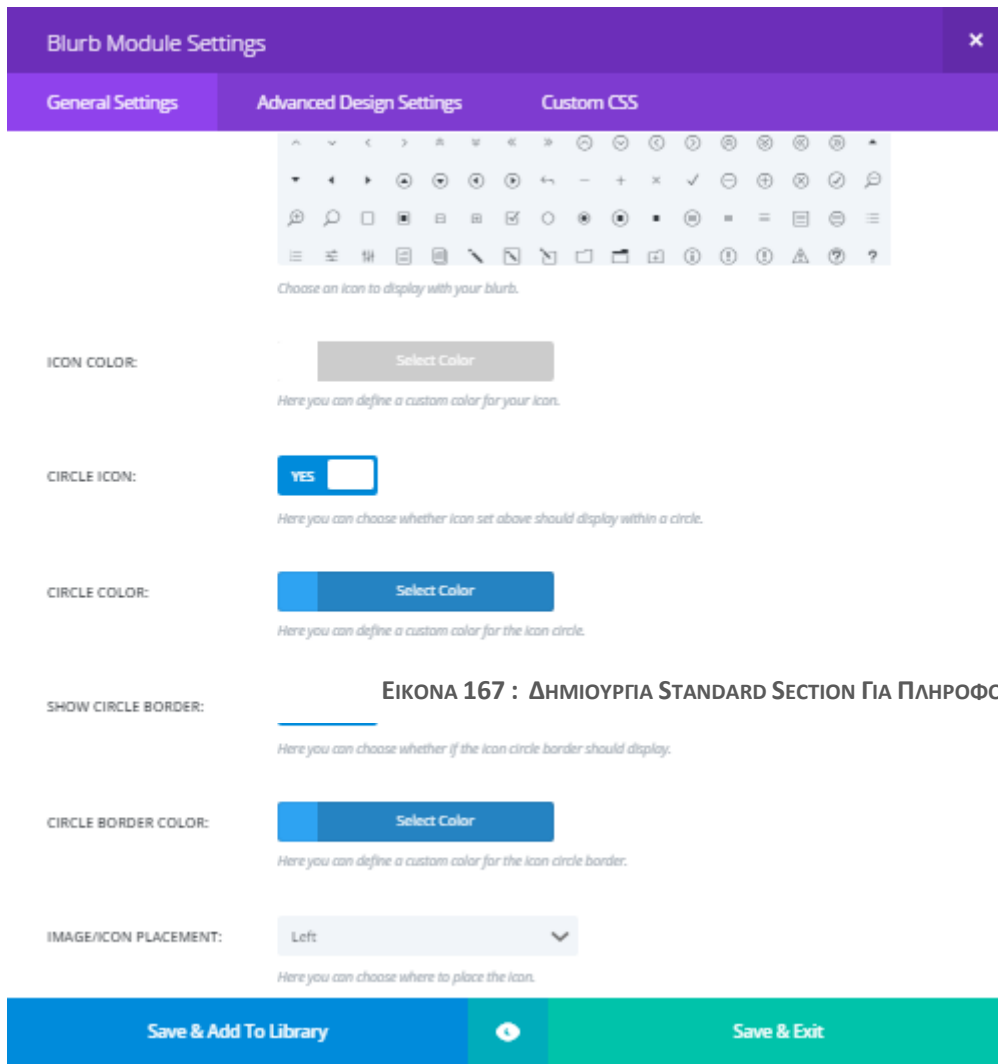 Blurb Module Settings
General Settings Advanced Design Settings Custom CSS
Choose an icon to display with your blurb.
ICON COLOR: Select Color
Here you can define a custom color for your icon.
CIRCLE ICON: YES
Here you can choose whether icon set above should display within a circle.
CIRCLE COLOR: Select Color
Here you can define a custom color for the icon circle.
ΕΙΚΟΝΑ 167 : ΔΗΜΙΟΥΡΓΙΑ STANDARD SECTION ΓΙΑ ΠΛΗΡΟΦΟ
SHOW CIRCLE BORDER:
Here you can choose whether if the icon circle border should display.
CIRCLE BORDER COLOR: Select Color
Here you can define a custom color for the icon circle border.
IMAGE/ICON PLACEMENT: Left
Here you can choose where to place the icon.
Save & Add To Library Save & Exit